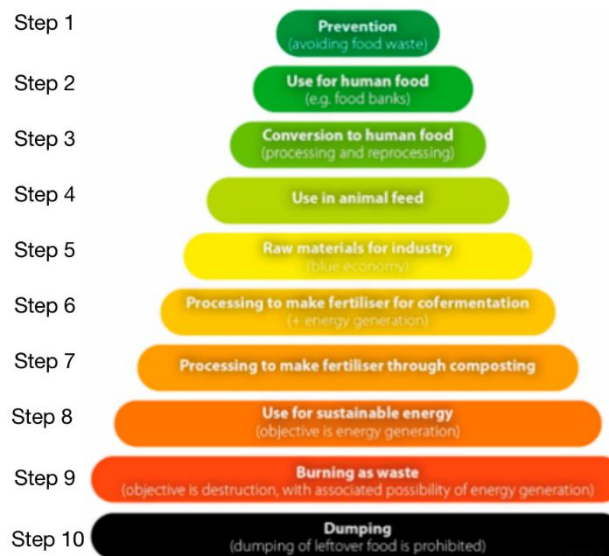 Step 1
Prevention
(avoiding food waste)
Step 2
Use for human food
(e.g. food banks)
Step 3
Conversion to human food
(processing and reprocessing)
Step 4
Use in animal feed
Step 5
Raw materials for industry
(blue economy)
Step 6
Processing to make fertiliser for cofermentation
(+ energy generation)
Step 7
Processing to make fertiliser through composting
Step 8
Use for sustainable energy
(objective is energy generation)
Step 9
Burning as waste
(objective is destruction, with associated possibility of energy generation)
Step 10
Dumping
(dumping of leftover food is prohibited)